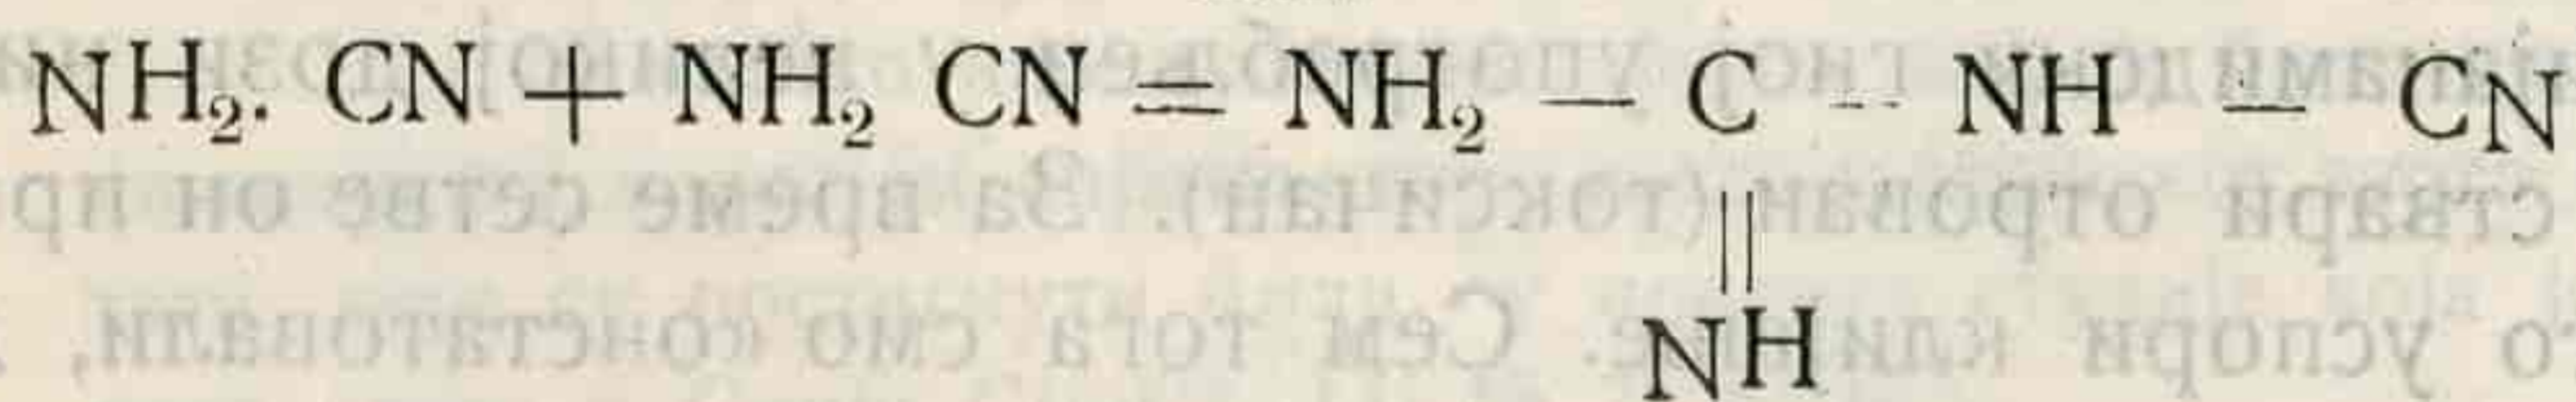 NH₂. CN + NH₂ CN = NH₂ — C -- NH — CN
||
NH